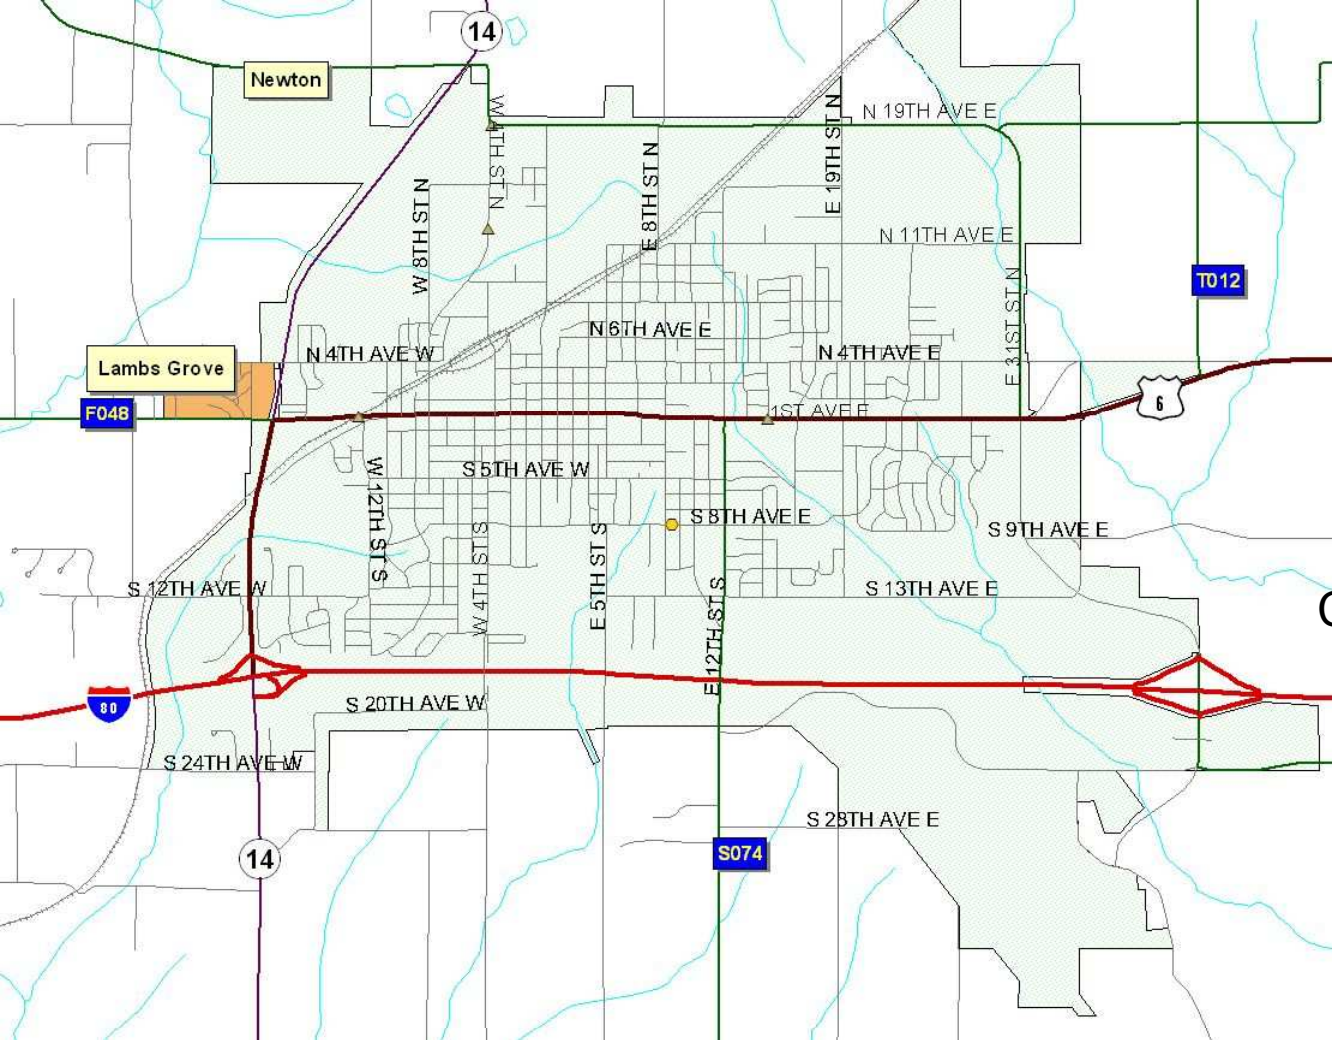 14
Newton
W 4TH ST N
E 19TH ST N
N 19TH AVE E
E 8TH ST N
W 8TH ST N
N 11TH AVE E
T012
E 31ST ST N
N 6TH AVE E
N 4TH AVE W
N 4TH AVE E
Lambs Grove
6
F048
1ST AVE E
S 5TH AVE W
W 12TH ST S
S 8TH AVE E
S 9TH AVE E
W 4TH ST S
E 5TH ST S
S 12TH AVE W
S 13TH AVE E
E 12TH ST S
80
S 20TH AVE W
S 24TH AVE W
S 28TH AVE E
S074
14